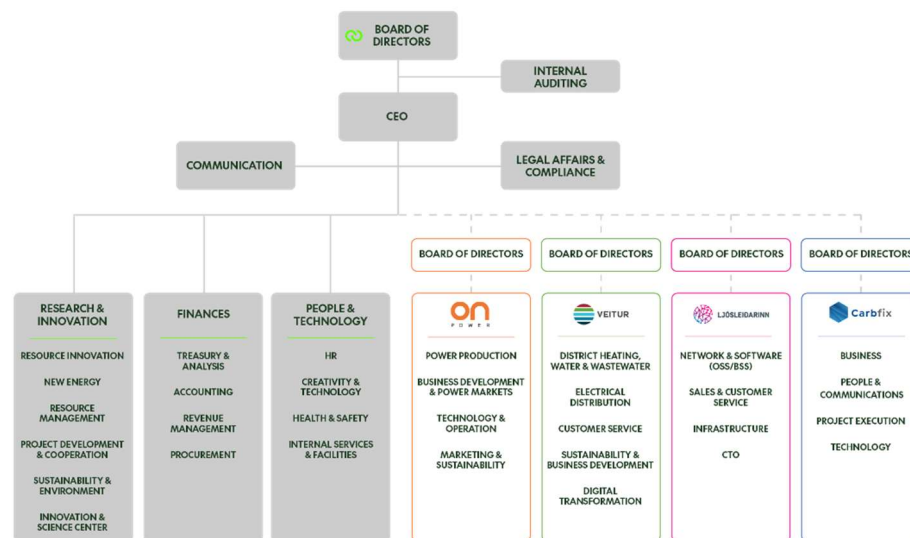 BOARD OF
DIRECTORS
INTERNAL
AUDITING
CEO
COMMUNICATION
LEGAL AFFAIRS &
COMPLIANCE
BOARD OF DIRECTORS
BOARD OF DIRECTORS
BOARD OF DIRECTORS
BOARD OF DIRECTORS
RESEARCH &
INNOVATION
RESOURCE INNOVATION
NEW ENERGY
RESOURCE
MANAGEMENT
PROJECT DEVELOPMENT
& COOPERATION
SUSTAINABILITY &
ENVIRONMENT
INNOVATION &
SCIENCE CENTER
FINANCES
TREASURY &
ANALYSIS
ACCOUNTING
REVENUE
MANAGEMENT
PROCUREMENT
PEOPLE &
TECHNOLOGY
HR
CREATIVITY &
TECHNOLOGY
HEALTH & SAFETY
INTERNAL SERVICES
& FACILITIES
on
POWER
POWER PRODUCTION
BUSINESS DEVELOPMENT
& POWER MARKETS
TECHNOLOGY &
OPERATION
MARKETING &
SUSTAINABILITY
VEITUR
DISTRICT HEATING,
WATER & WASTEWATER
ELECTRICAL
DISTRIBUTION
CUSTOMER SERVICE
SUSTAINABILITY &
BUSINESS DEVELOPMENT
DIGITAL
TRANSFORMATION
LJÓSLEIÐARINN
NETWORK & SOFTWARE
(OSS/BSS)
SALES & CUSTOMER
SERVICE
INFRASTRUCTURE
CTO
Carbfix
BUSINESS
PEOPLE &
COMMUNICATIONS
PROJECT EXECUTION
TECHNOLOGY